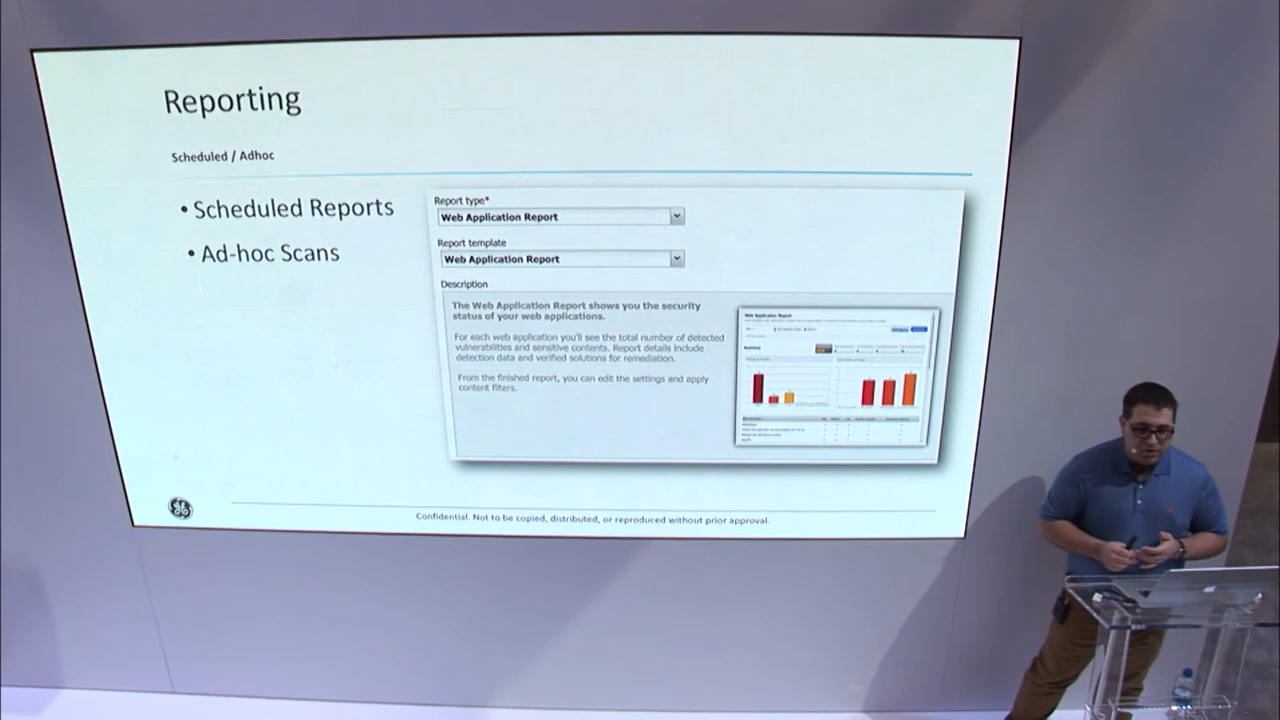 Reporting
Scheduled / Adhoc
• Scheduled Reports
• Ad-hoc Scans
Report type*
Web Application Report
Report template
Web Application Report
Description
The Web Application Report shows you the security
status of your web applications.
For each web application you'll see the total number of detected
vulnerabilities and sensitive contents. Report details include
detection data and verified solutions for remediation.
From the finished report, you can edit the settings and apply
content filters.
Web Application Report
Summary
Confidential. Not to be copied, distributed, or reproduced without prior approval.